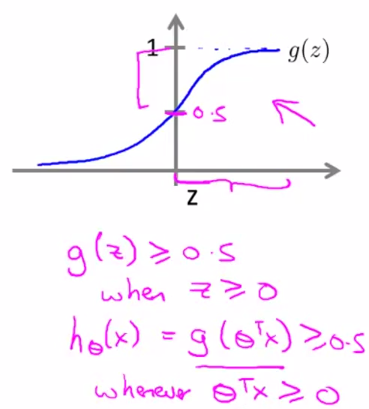 1
g(z)
0.5
z
g(z) ≥ 0.5
when z ≥ 0
hθ(x) = g(θᵀx) ≥ 0.5
whenever θᵀx ≥ 0